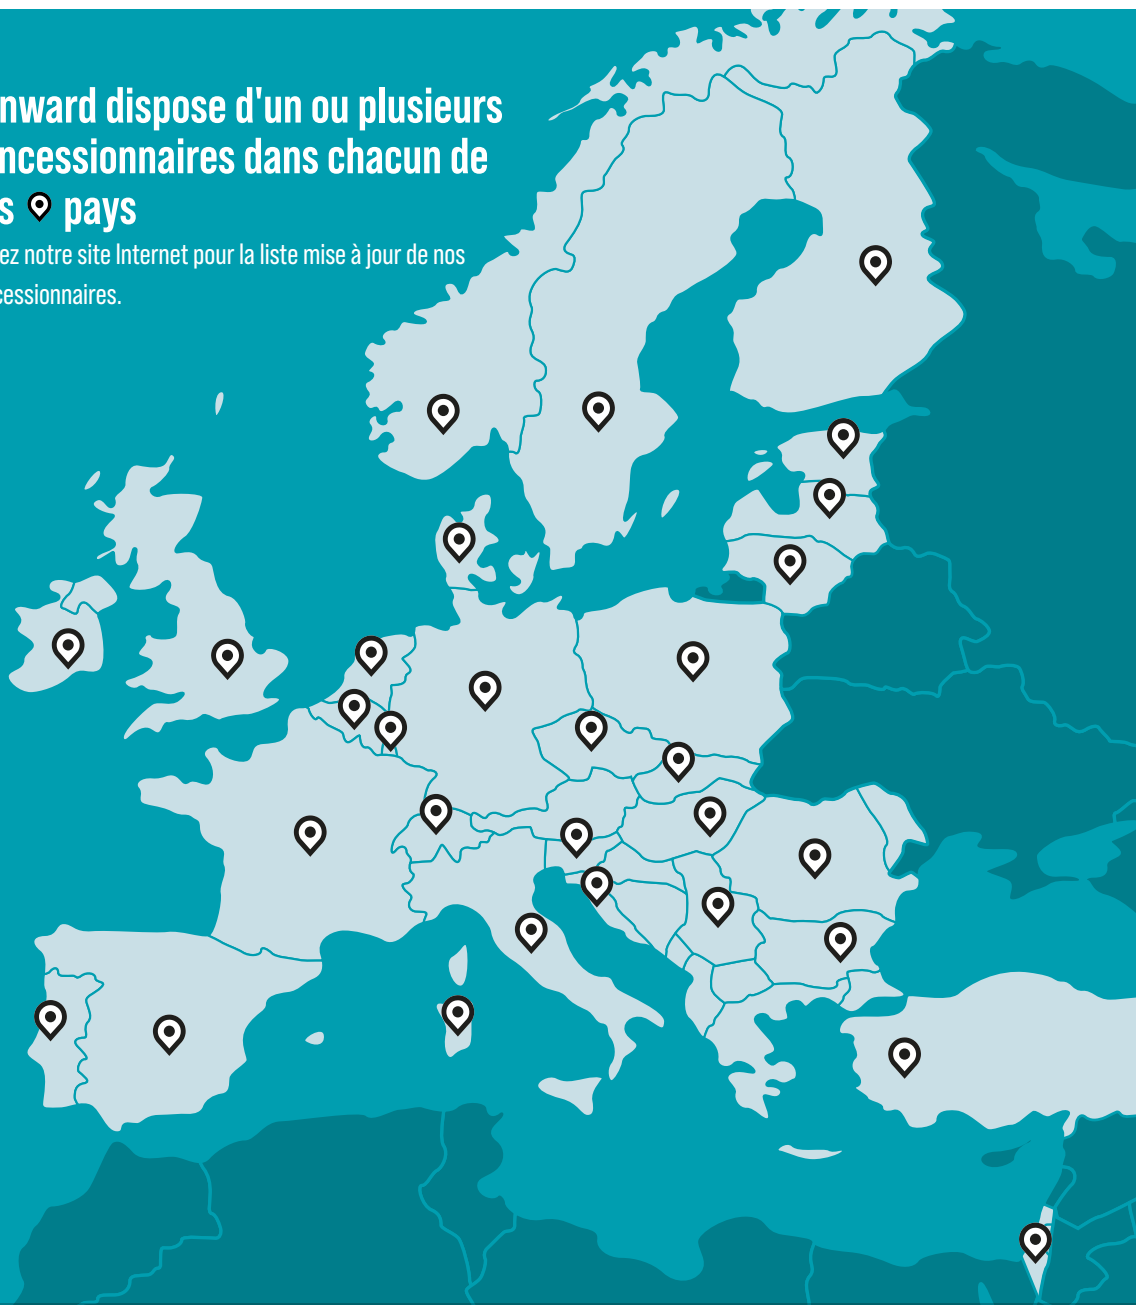 nward dispose d'un ou plusieurs
ncessionnaires dans chacun de
s pays
ez notre site Internet pour la liste mise à jour de nos
cessionnaires.